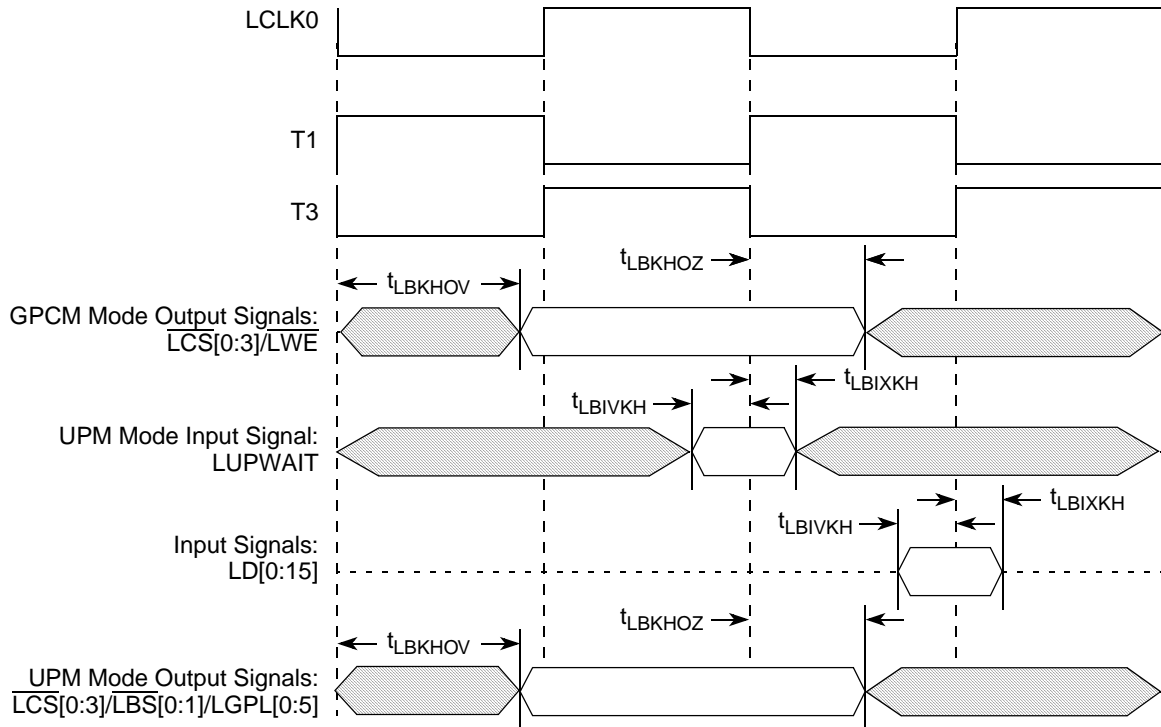 LCLK0
T1
T3
tLBKHOZ
tLBKHOV
GPCM Mode Output Signals:
LCS[0:3]/LWE
tLBIXKH
tLBIVKH
UPM Mode Input Signal:
LUPWAIT
tLBIXKH
tLBIVKH
Input Signals:
LD[0:15]
tLBKHOZ
tLBKHOV
UPM Mode Output Signals:
LCS[0:3]/LBS[0:1]/LGPL[0:5]